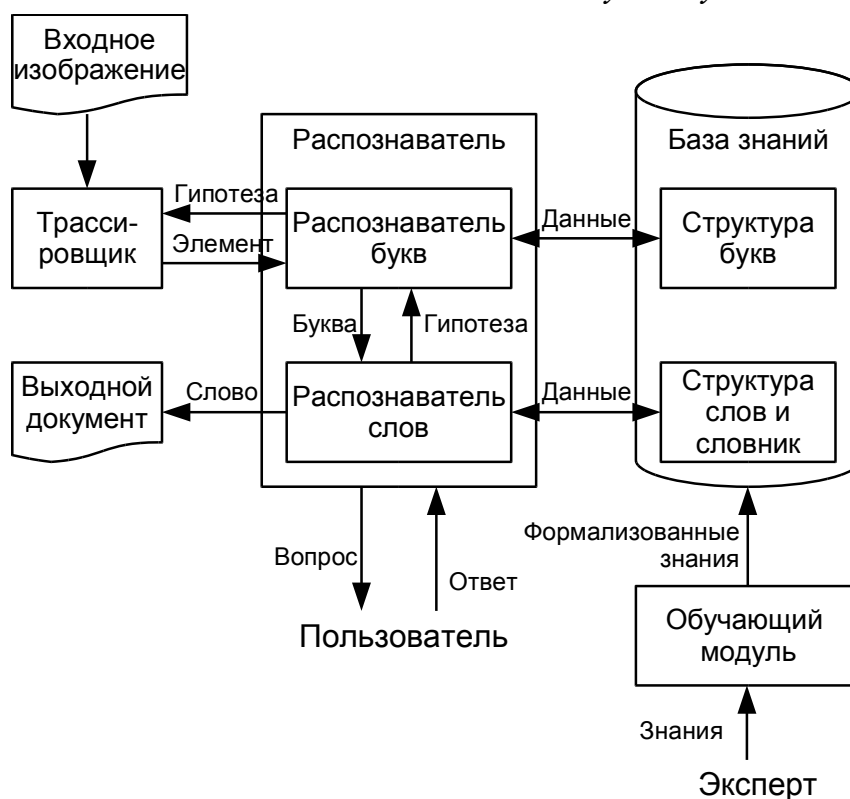 Входное
изображение
Распознаватель
База знаний
Трасси-
ровщик
Гипотеза
Элемент
Распознаватель
букв
Данные
Структура
букв
Буква
Гипотеза
Выходной
документ
Слово
Распознаватель
слов
Данные
Структура
слов и
словник
Вопрос
Ответ
Пользователь
Формализованные
знания
Обучающий
модуль
Знания
Эксперт